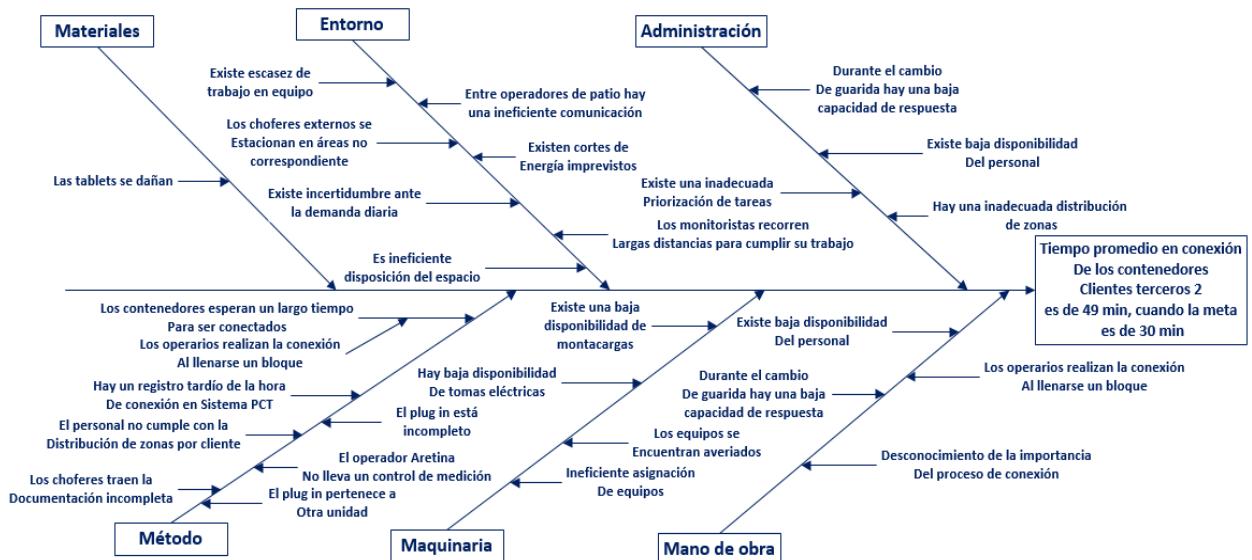 Materiales
Entorno
Administración
Existe escasez de
trabajo en equipo
Entre operadores de patio hay
una ineficiente comunicación
Los choferes externos se
Estacionan en áreas no
correspondiente
Existen cortes de
Energía imprevistos
Las tablets se dañan
Existe incertidumbre ante
la demanda diaria
Los monitoristas recorren
Largas distancias para cumplir su trabajo
Es ineficiente
disposición del espacio
Durante el cambio
De guarida hay una baja
capacidad de respuesta
Existe baja disponibilidad
Del personal
Existe una inadecuada
Priorización de tareas
Hay una inadecuada distribución
de zonas
Tiempo promedio en conexión
De los contenedores
Clientes terceros 2
es de 49 min, cuando la meta
es de 30 min
Los contenedores esperan un largo tiempo
Para ser conectados
Los operarios realizan la conexión
Al llenarse un bloque
Hay un registro tardío de la hora
De conexión en Sistema PCT
El plug in está
incompleto
El personal no cumple con la
Distribución de zonas por cliente
El operador Aretina
No lleva un control de medición
Los choferes traen la
Documentación incompleta
El plug in pertenece a
Otra unidad
Método
Existe una baja
disponibilidad de
montacargas
Hay baja disponibilidad
De tomas eléctricas
Los equipos se
Encuentran averiados
Ineficiente asignación
De equipos
Maquinaria
Existe baja disponibilidad
Del personal
Los operarios realizan la conexión
Al llenarse un bloque
Durante el cambio
De guarida hay una baja
capacidad de respuesta
Desconocimiento de la importancia
Del proceso de conexión
Mano de obra